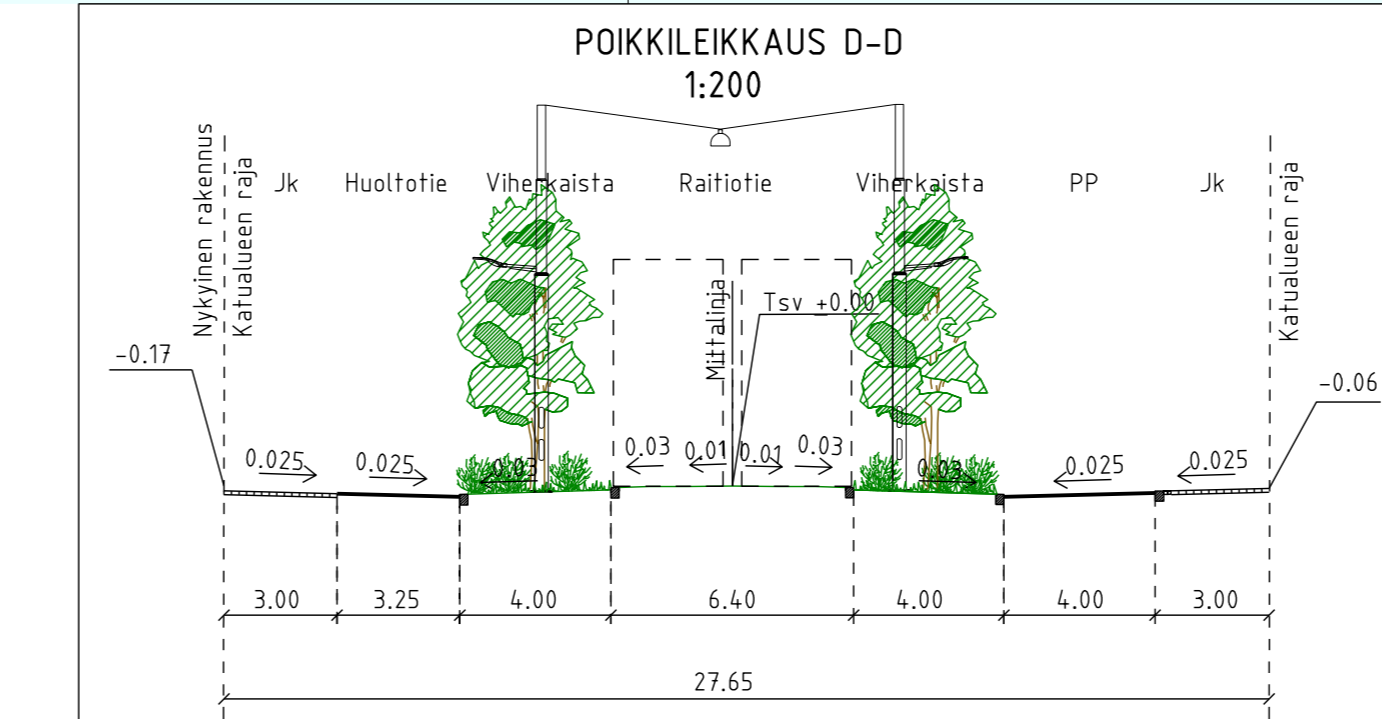 POIKKILEIKKAUS D-D
1:200
Nykyinen rakennus
Katualueen raja
Jk
Huoltotie
Viherkaista
Raitiotie
Viherkaista
PP
Jk
Katualueen raja
Mittalinja
Tsv +0.00
-0.17
-0.06
0.025
0.025
0.03
0.03
0.01
0.01
0.03
0.03
0.025
0.025
3.00
3.25
4.00
6.40
4.00
4.00
3.00
27.65